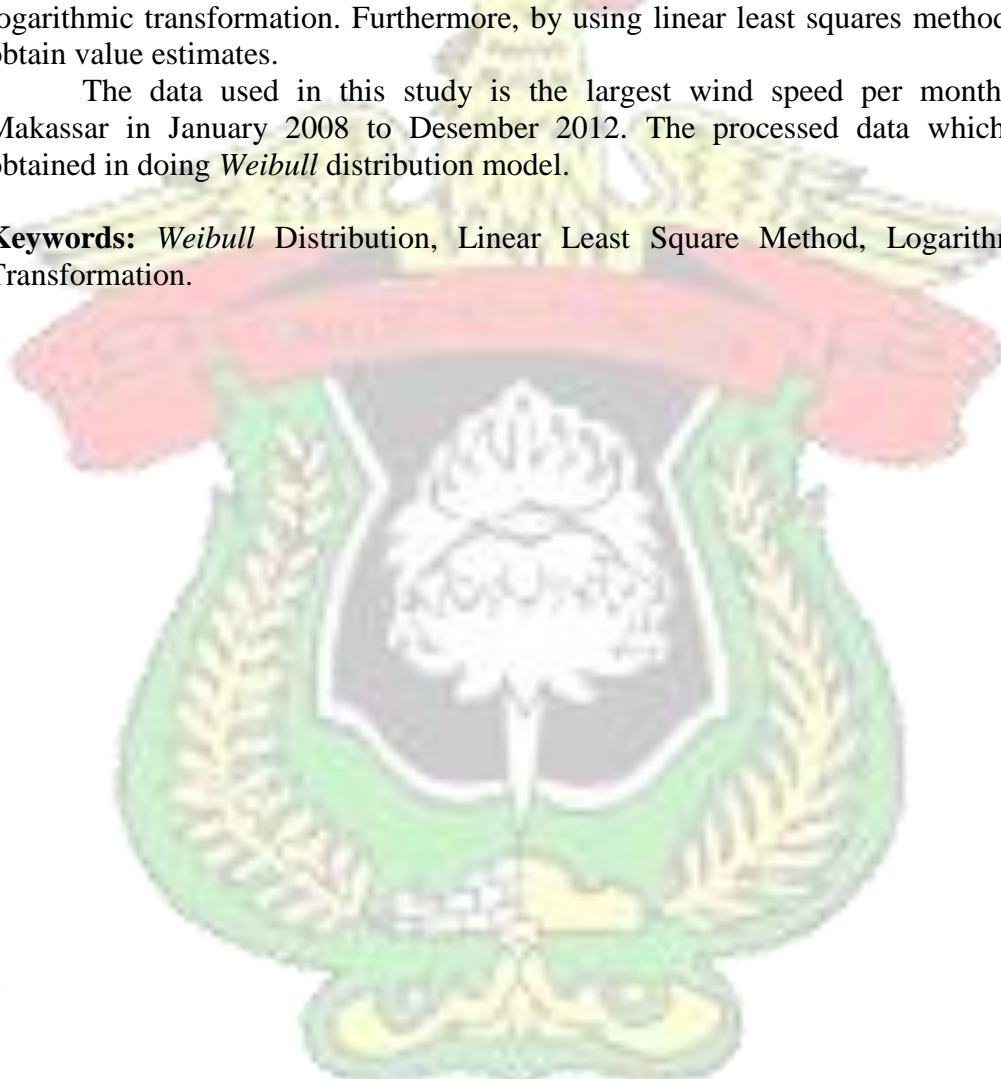 logarithmic transformation. Furthermore, by using linear least squares method
obtain value estimates.
The data used in this study is the largest wind speed per month
Makassar in January 2008 to Desember 2012. The processed data which
obtained in doing Weibull distribution model.
Keywords: Weibull Distribution, Linear Least Square Method, Logarithm
Transformation.